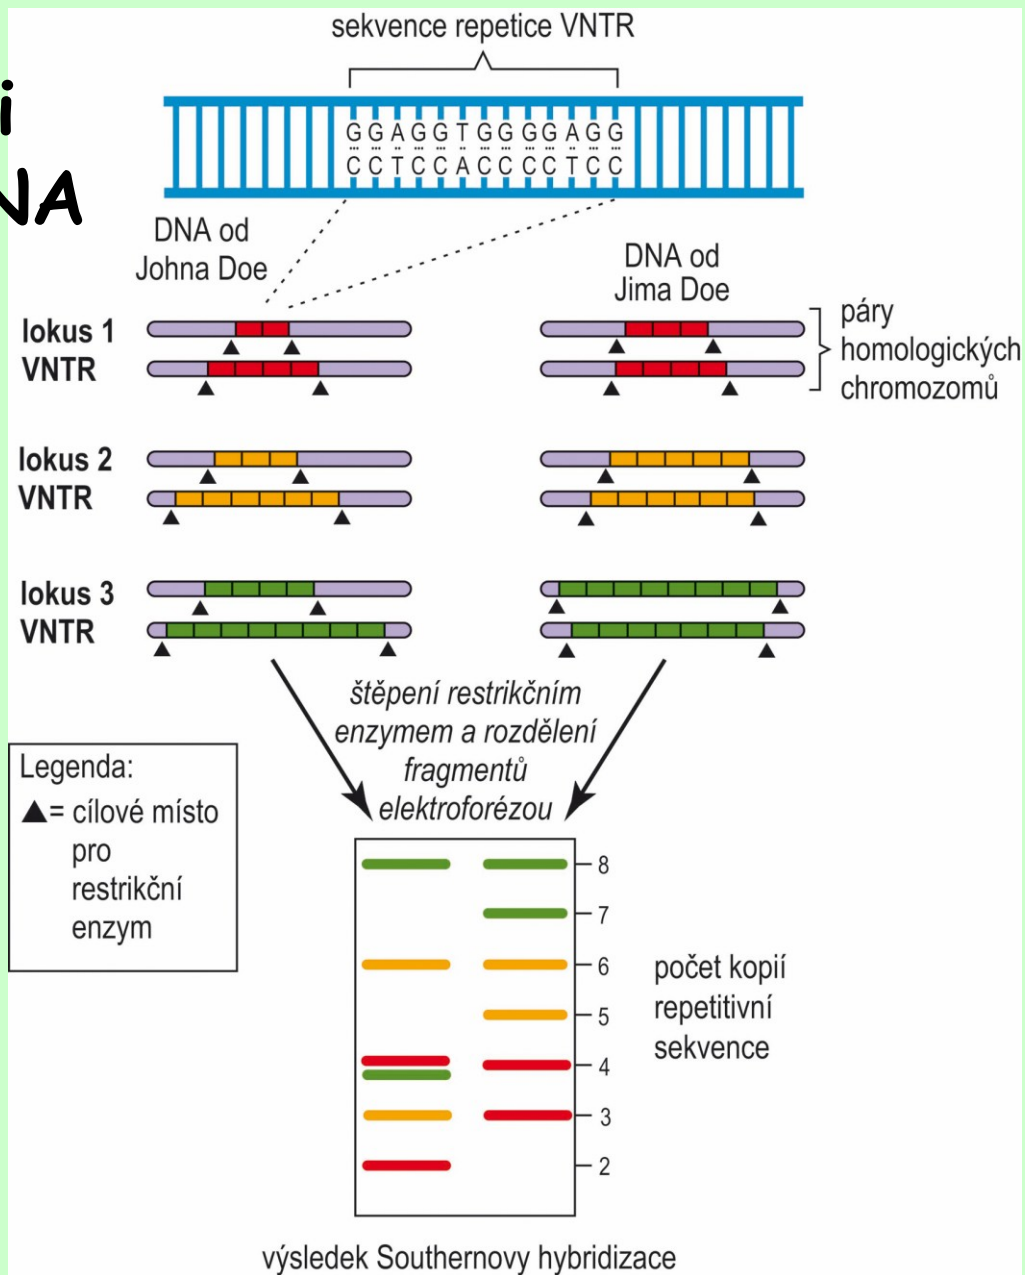 sekvence repetice VNTR
i
NA
G G A G G T G G G G A G G
C C T C C A C C C C T C C
DNA od
Johna Doe
DNA od
Jima Doe
lokus 1
VNTR
páry
homologických
chromozomů
lokus 2
VNTR
lokus 3
VNTR
štěpení restrikčním
enzymem a rozdělení
fragmentů
elektroforézou
Legenda:
▲= cílové místo
pro
restrikční
enzym
8
7
6
5
4
3
2
počet kopií
repetitivní
sekvence
výsledek Southernovy hybridizace